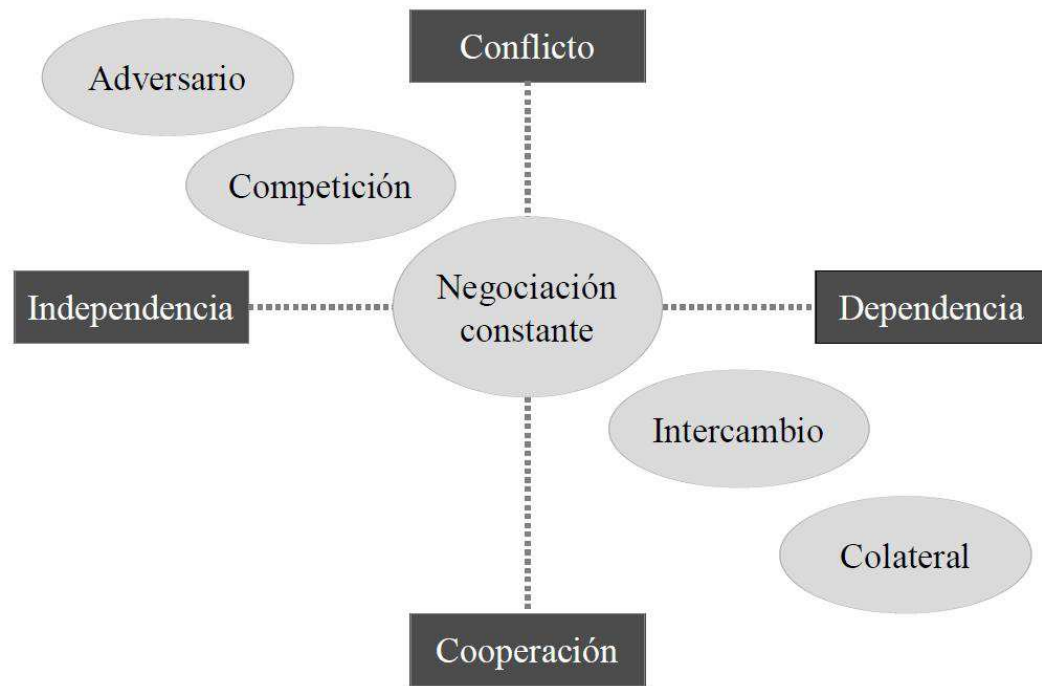 Conflicto
Adversario
Competición
Negociación
constante
Independencia
Dependencia
Intercambio
Colateral
Cooperación